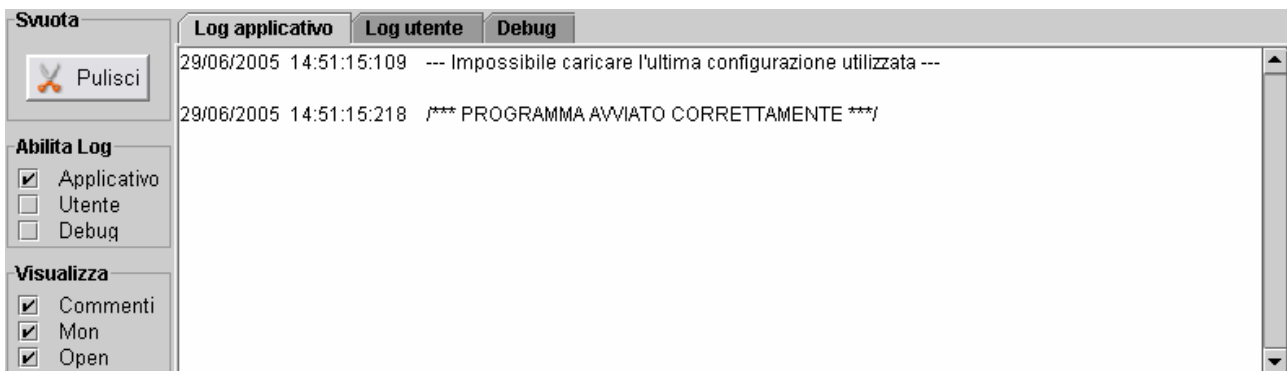 Svuota
Pulisci
Abilita Log
Applicativo
Utente
Debug
Visualizza
Commenti
Mon
Open
Log applicativo Log utente Debug
29/06/2005 14:51:15:109 --- Impossibile caricare l'ultima configurazione utilizzata ---
29/06/2005 14:51:15:218 /*** PROGRAMMA AVVIATO CORRETTAMENTE ***/